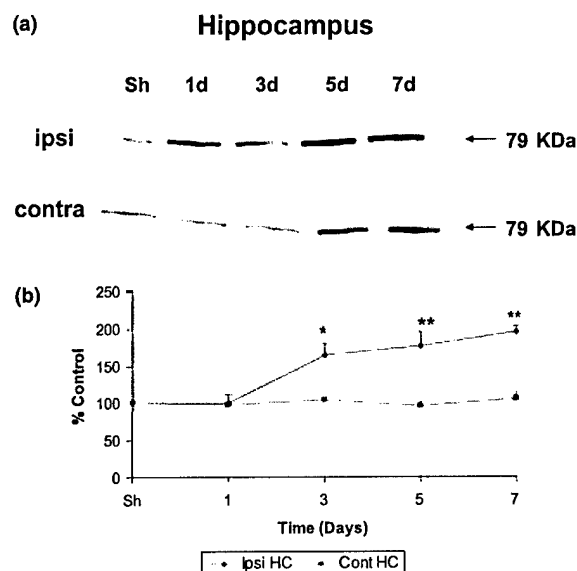 (a) Hippocampus
Sh 1d 3d 5d 7d
ipsi 79 KDa
contra 79 KDa
(b)
250
200
150
100
50
0
% Control
* ** **
Sh 1 3 5 7
Time (Days)
Ipsi HC Cont HC